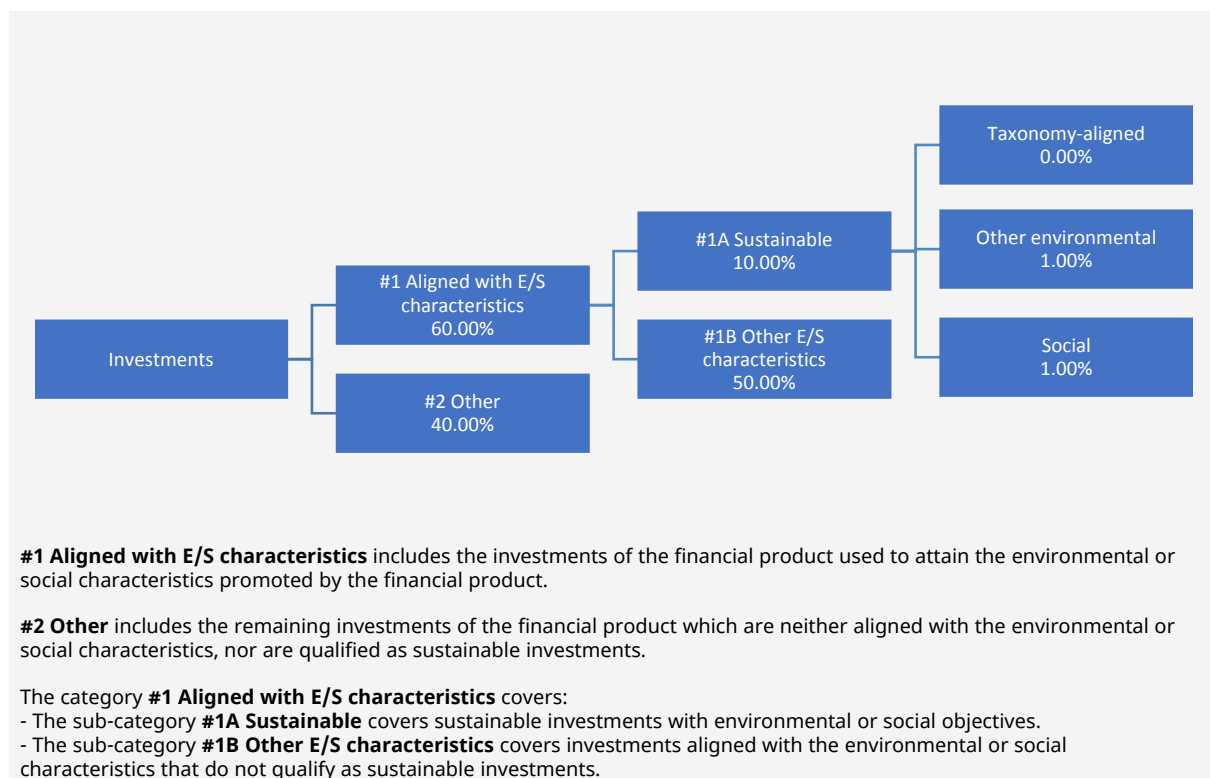 Investments
#1 Aligned with E/S
characteristics
60.00%
#2 Other
40.00%
#1A Sustainable
10.00%
#1B Other E/S
characteristics
50.00%
Taxonomy-aligned
0.00%
Other environmental
1.00%
Social
1.00%
#1 Aligned with E/S characteristics includes the investments of the financial product used to attain the environmental or
social characteristics promoted by the financial product.
#2 Other includes the remaining investments of the financial product which are neither aligned with the environmental or
social characteristics, nor are qualified as sustainable investments.
The category #1 Aligned with E/S characteristics covers:
- The sub-category #1A Sustainable covers sustainable investments with environmental or social objectives.
- The sub-category #1B Other E/S characteristics covers investments aligned with the environmental or social
characteristics that do not qualify as sustainable investments.